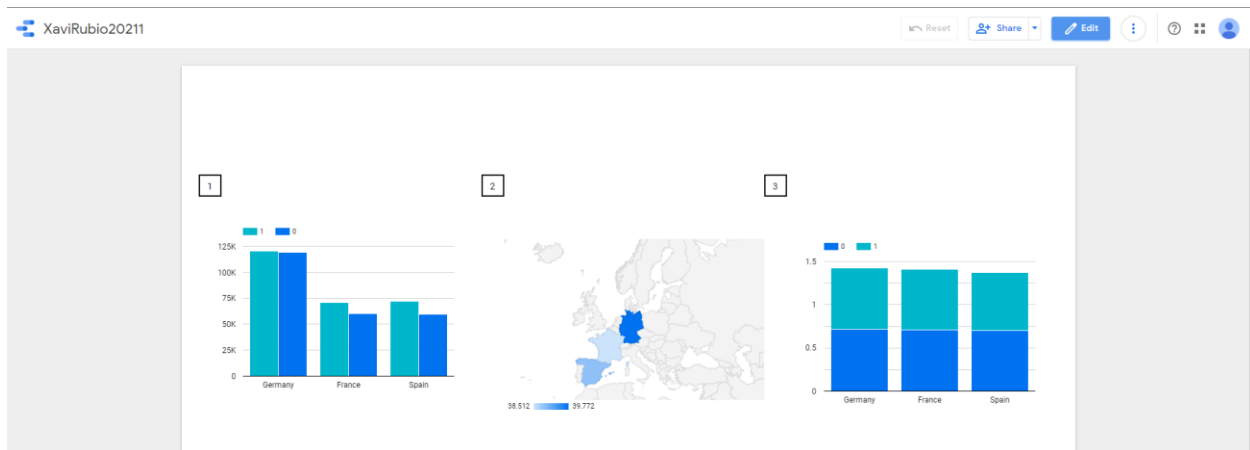 XaviRubio20211
Reset Share Edit
1
1 0
125K
100K
75K
50K
25K
0
Germany France Spain
2
38.512 39.772
3
0 1
1.5
1
0.5
0
Germany France Spain